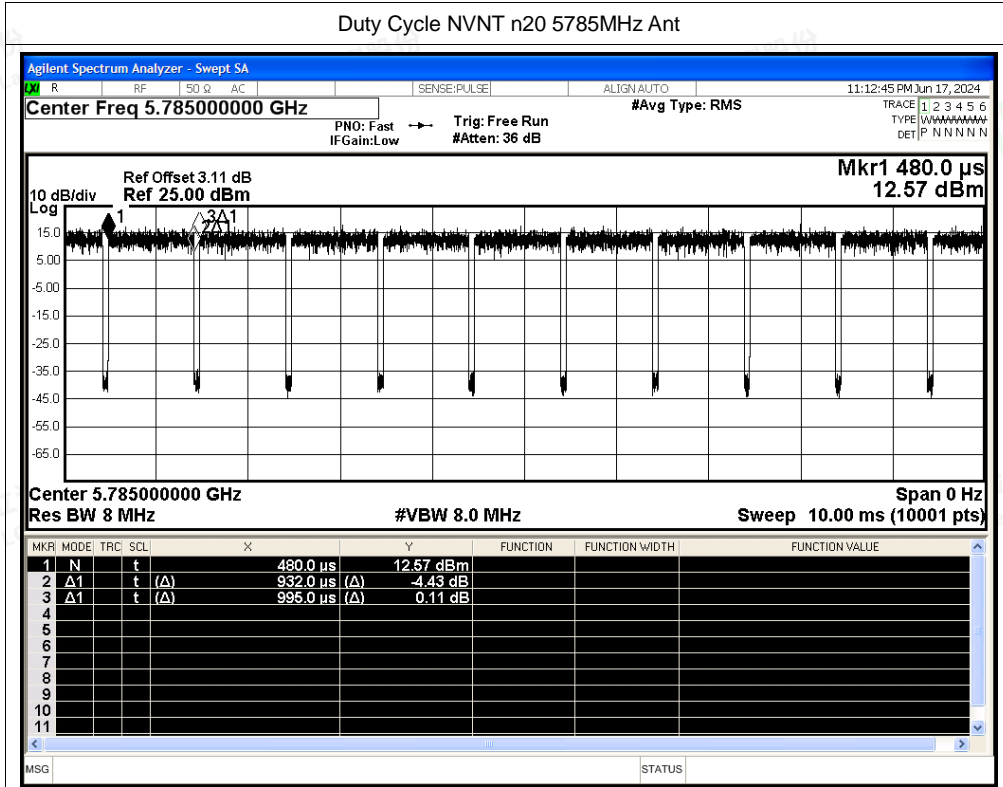 Duty Cycle NVNT n20 5785MHz Ant
Agilent Spectrum Analyzer - Swept SA
LXI R RF 50 Ω AC SENSE:PULSE ALIGN AUTO 11:12:45 PM Jun 17, 2024
Center Freq 5.785000000 GHz #Avg Type: RMS TRACE 1 2 3 4 5 6
PNO: Fast Trig: Free Run TYPE WWWWWW
IFGain:Low #Atten: 36 dB DET P N N N N N
Mkr1 480.0 µs
Ref Offset 3.11 dB
10 dB/div Ref 25.00 dBm 12.57 dBm
Log
1 3Δ1
2Δ1
15.0
5.00
-5.00
-15.0
-25.0
-35.0
-45.0
-55.0
-65.0
Center 5.785000000 GHz Span 0 Hz
Res BW 8 MHz #VBW 8.0 MHz Sweep 10.00 ms (10001 pts)
MKR MODE TRC SCL X Y FUNCTION FUNCTION WIDTH FUNCTION VALUE
1 N t 480.0 µs 12.57 dBm
2 Δ1 t (Δ) 932.0 µs (Δ) -4.43 dB
3 Δ1 t (Δ) 995.0 µs (Δ) 0.11 dB
4
5
6
7
8
9
10
11
MSG STATUS